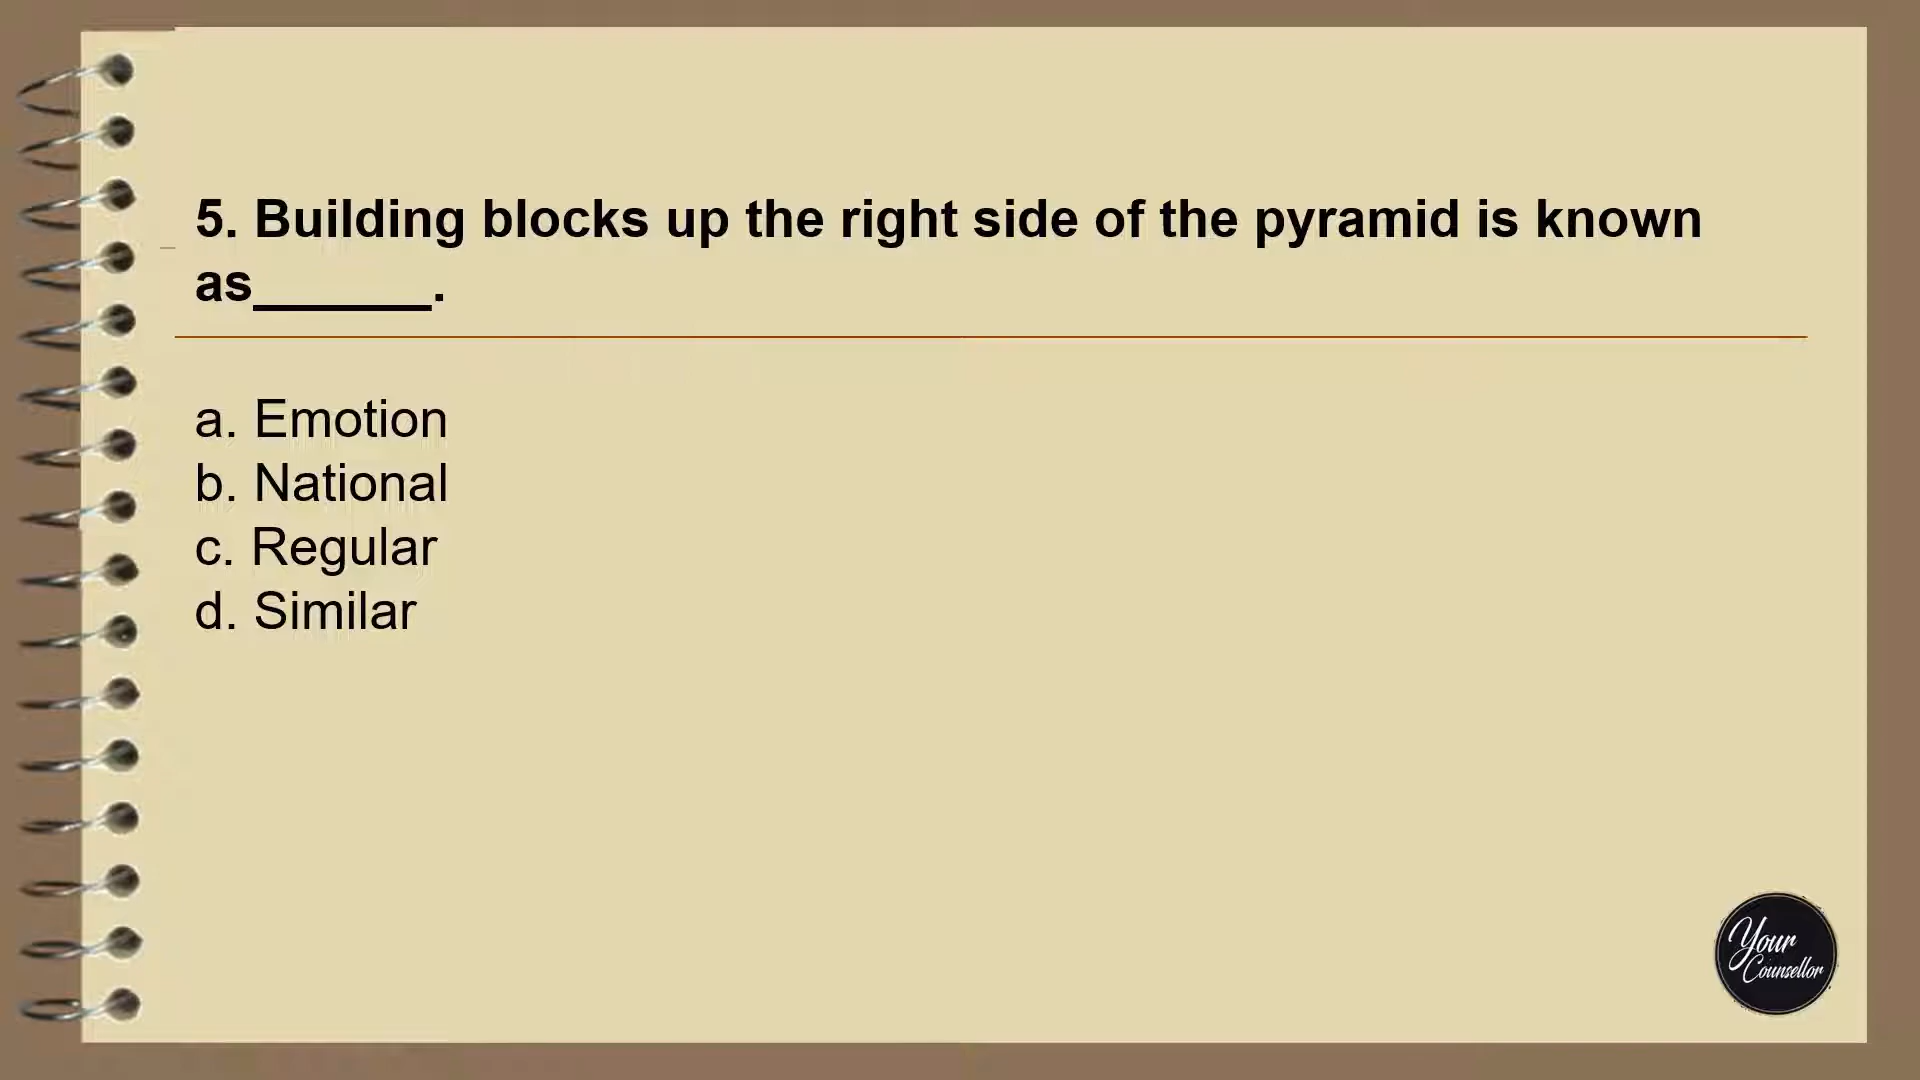 5. Building blocks up the right side of the pyramid is known
as______.
a. Emotion
b. National
c. Regular
d. Similar
Your
Counsellor